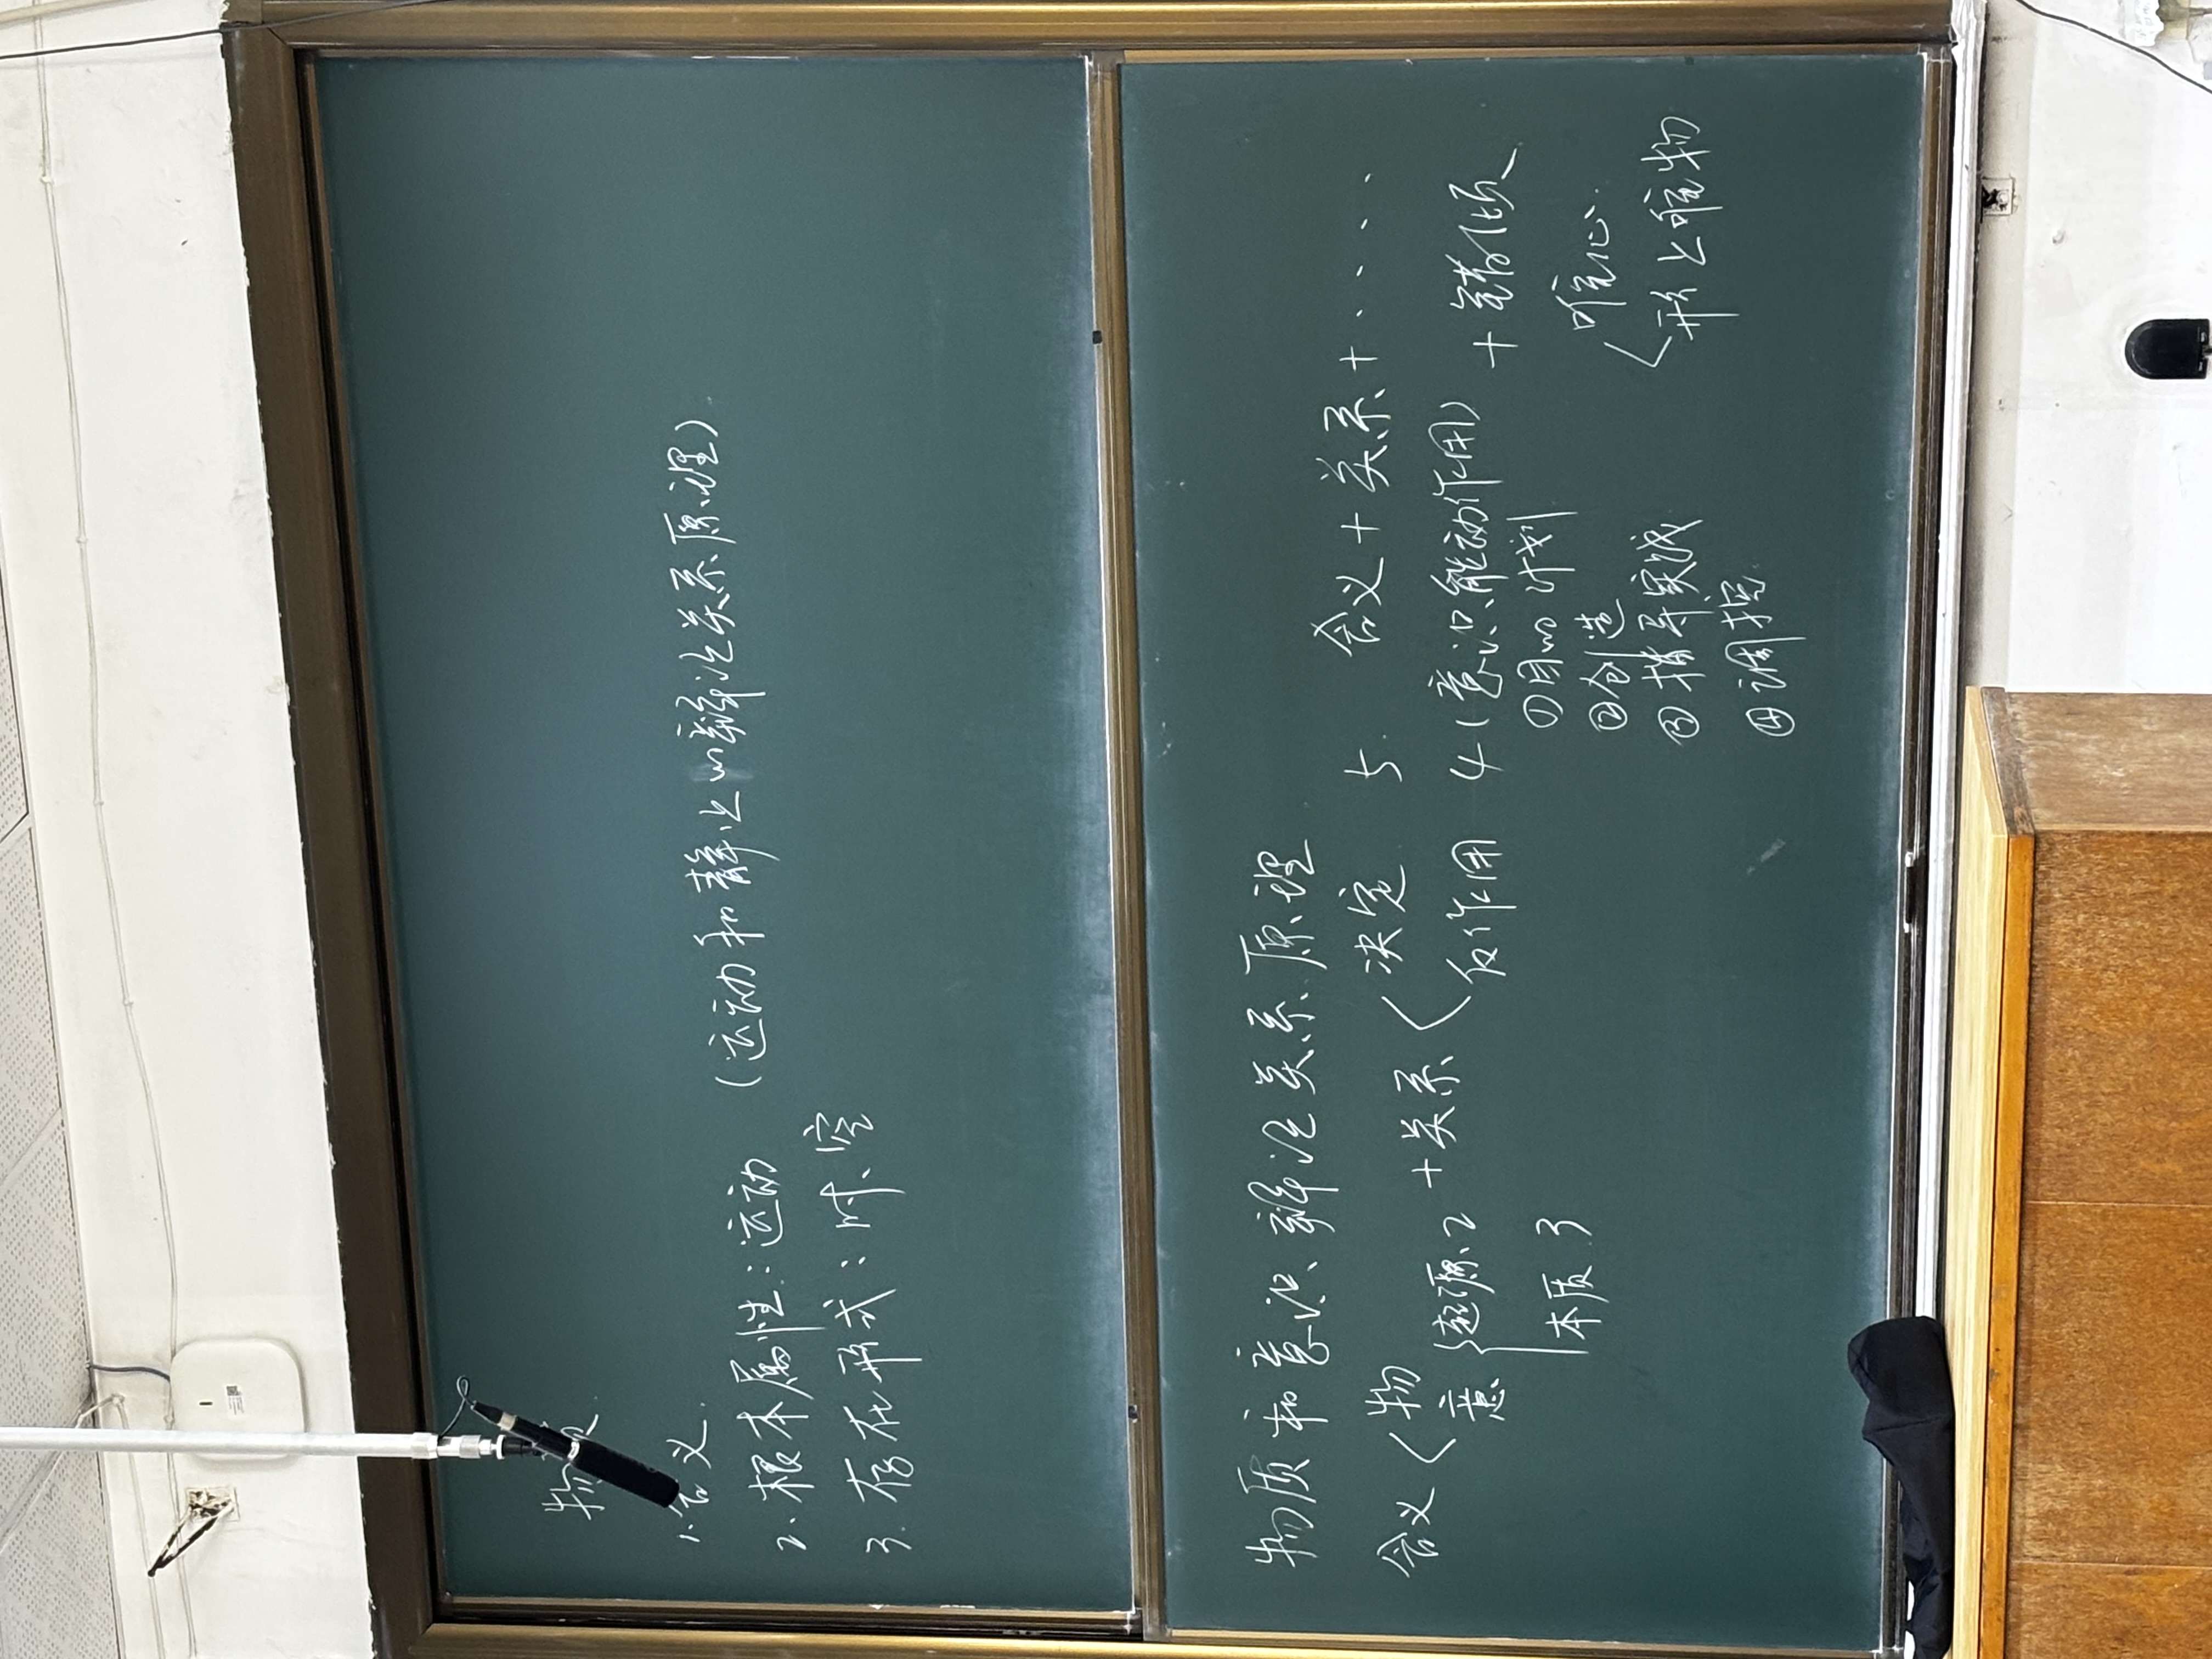 物质
1. 含义
2. 根本属性：运动 （运动和静止的辩证关系原理）
3. 存在形式：时、空
物质和意识辩证关系原理
含义 < 物 意 { 起源 2 本质 3 + 关系 < 决定 5. 反作用 4（意识能动作用）
含义 + 关系 + ....
①目的 计划
②创造
③指导实践
④调控
+ 错倾
< 唯心
形上唯物